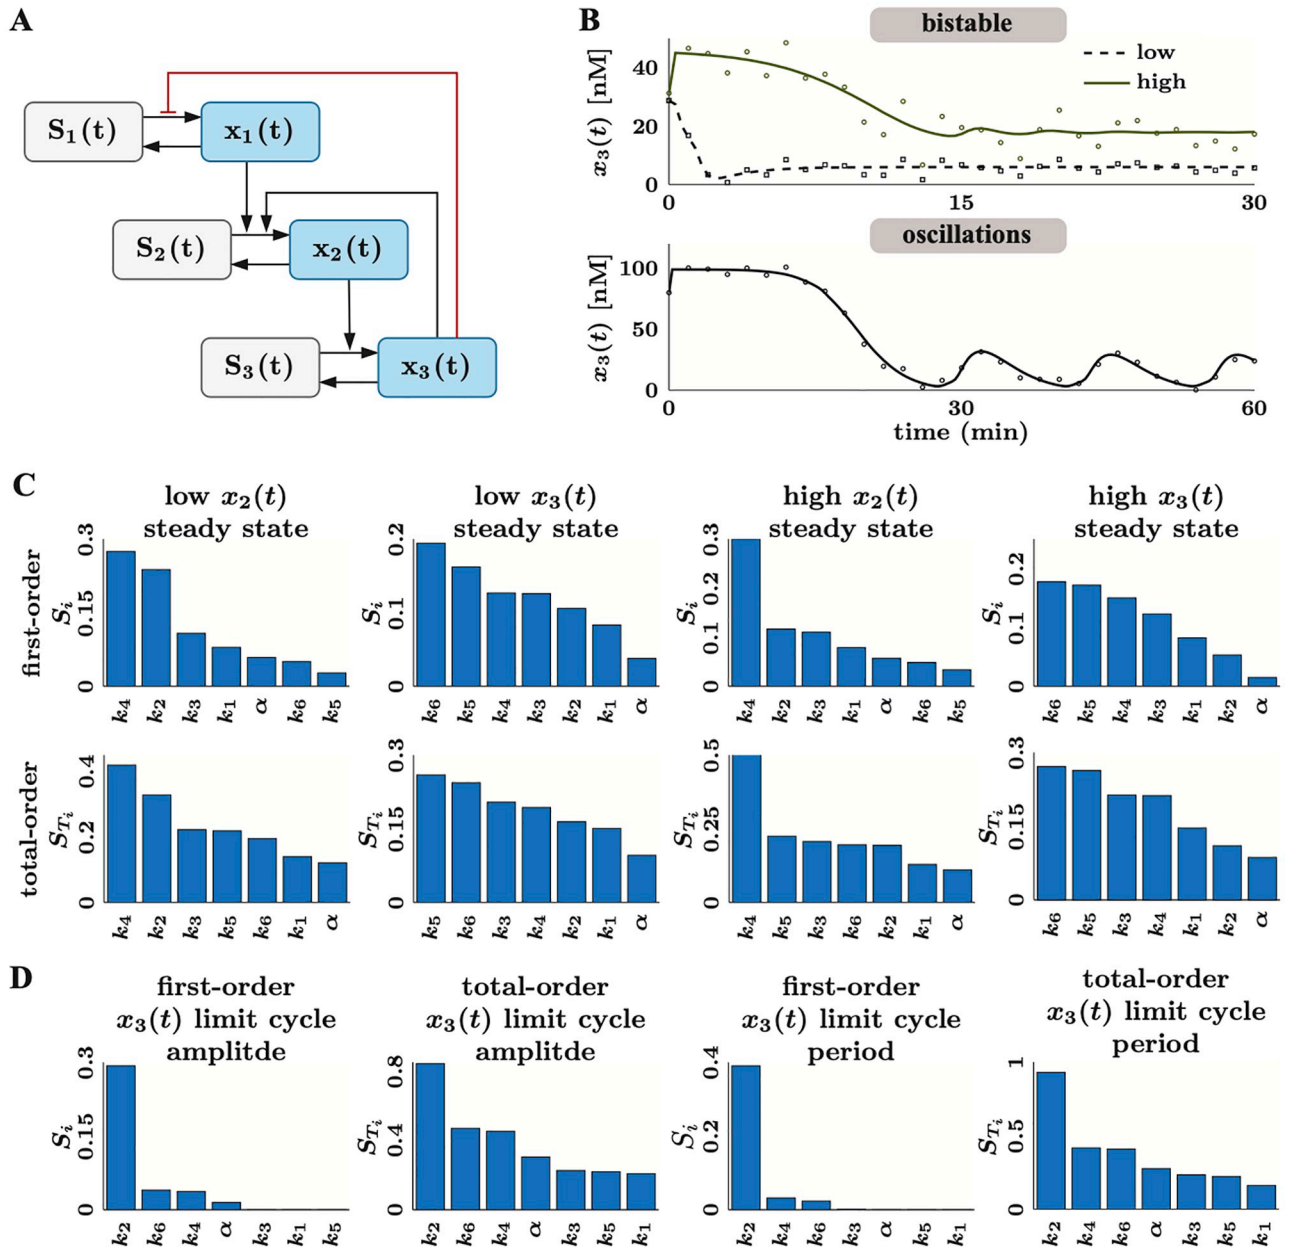 A
S1(t)
x1(t)
S2(t)
x2(t)
S3(t)
x3(t)
B
bistable
x3(t) [nM]
40
20
0
low
high
0
15
30
oscillations
x3(t) [nM]
100
50
0
0
30
60
time (min)
C
first-order
low x2(t)
steady state
Si
0.3
0.15
0
k4 k2 k3 k1 α k6 k5
low x3(t)
steady state
Si
0.2
0.1
0
k6 k5 k4 k3 k2 k1 α
high x2(t)
steady state
Si
0.3
0.2
0.1
0
k4 k2 k3 k1 α k6 k5
high x3(t)
steady state
Si
0.2
0.1
0
k6 k5 k4 k3 k1 k2 α
total-order
STi
0.4
0.2
0
k4 k2 k3 k5 k6 k1 α
STi
0.3
0.15
0
k5 k6 k3 k4 k2 k1 α
STi
0.5
0.25
0
k4 k5 k3 k6 k2 k1 α
STi
0.3
0.15
0
k6 k5 k3 k4 k1 k2 α
D
first-order
x3(t) limit cycle
amplitde
Si
0.3
0.15
0
k2 k6 k4 α k3 k1 k5
total-order
x3(t) limit cycle
amplitde
STi
0.8
0.4
0
k2 k6 k4 α k3 k5 k1
first-order
x3(t) limit cycle
period
Si
0.4
0.2
0
k2 k4 k6 k3 α k5 k1
total-order
x3(t) limit cycle
period
STi
1
0.5
0
k2 k4 k6 α k3 k5 k1